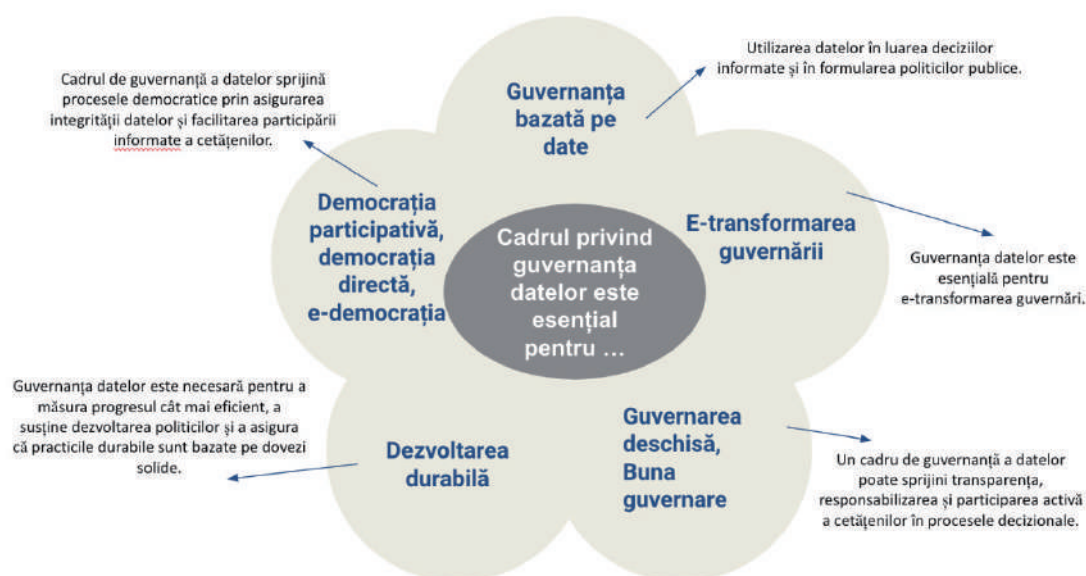 Utilizarea datelor în luarea deciziilor
informate și în formularea politicilor publice.
Cadrul de guvernanță a datelor sprijină
procesele democratice prin asigurarea
integrității datelor și facilitarea participării
informate a cetățenilor.
Guvernanța
bazată pe
date
Democrația
participativă,
democrația
directă,
e-democrația
E-transformarea
guvernării
Cadrul privind
guvernanța
datelor este
esențial
pentru ...
Guvernanța datelor este
esențială pentru
e-transformarea guvernări.
Guvernanța datelor este necesară pentru a
măsura progresul cât mai eficient, a
susține dezvoltarea politicilor și a asigura
că practicile durabile sunt bazate pe dovezi
solide.
Dezvoltarea
durabilă
Guvernarea
deschisă,
Buna
guvernare
Un cadru de guvernanță a datelor
poate sprijini transparența,
responsabilizarea și participarea activă
a cetățenilor în procesele decizionale.